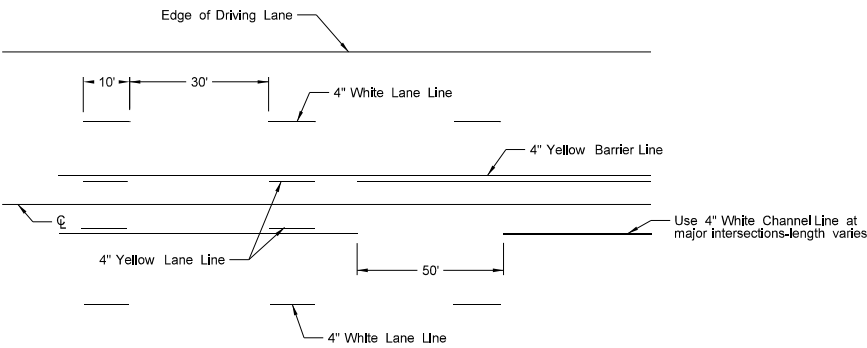 Edge of Driving Lane
10'
30'
4" White Lane Line
4" Yellow Barrier Line
℄
Use 4" White Channel Line at
major intersections-length varies
4" Yellow Lane Line
50'
4" White Lane Line